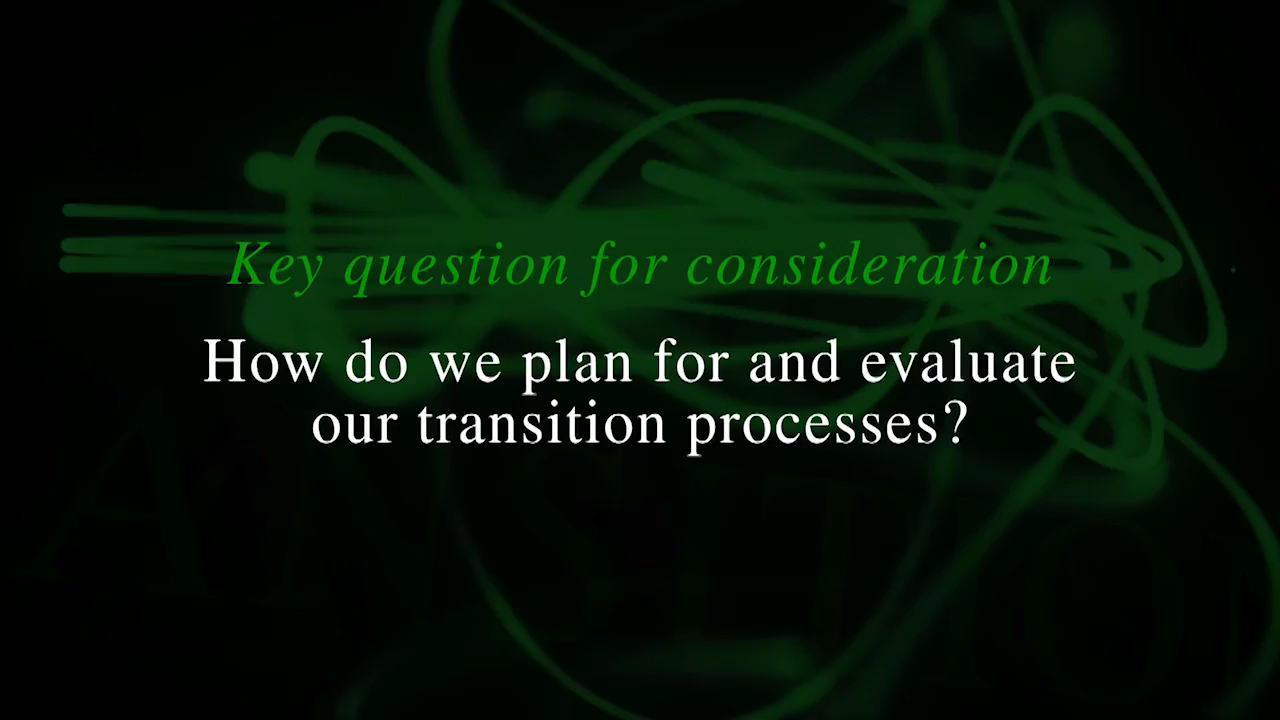 Key question for consideration
How do we plan for and evaluate
our transition processes?